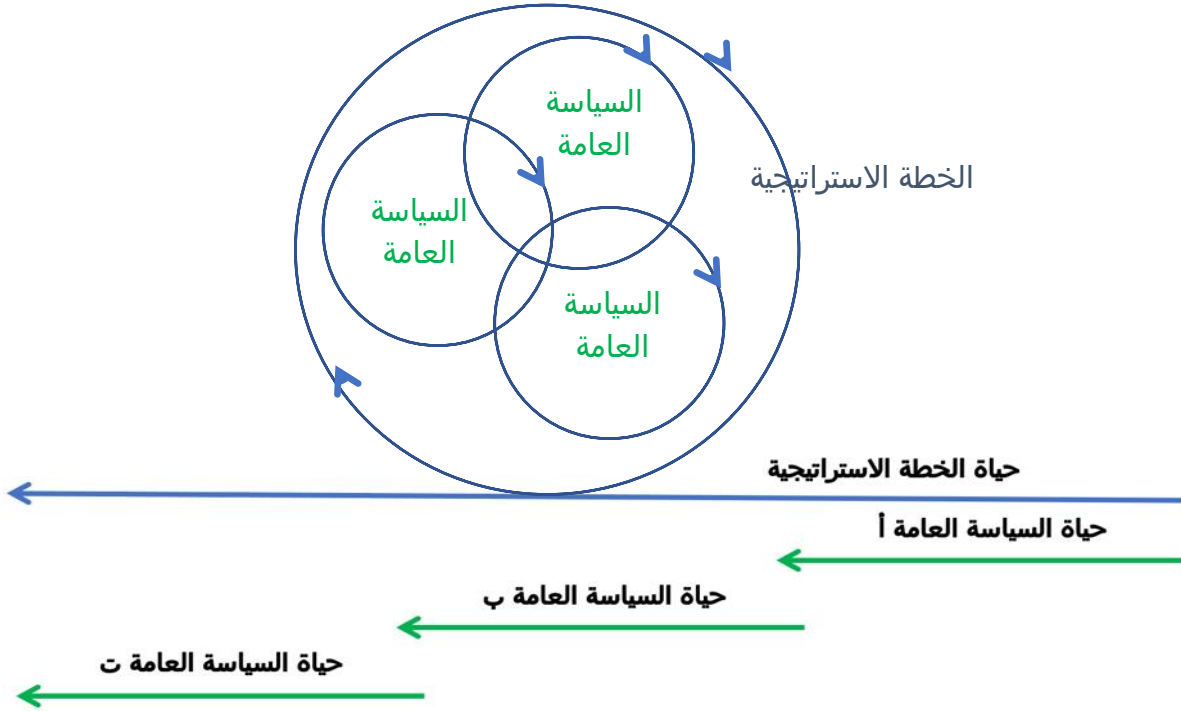 السياسة
العامة
الخطة الاستراتيجية
السياسة
العامة
السياسة
العامة
حياة الخطة الاستراتيجية
حياة السياسة العامة أ
حياة السياسة العامة ب
حياة السياسة العامة ت